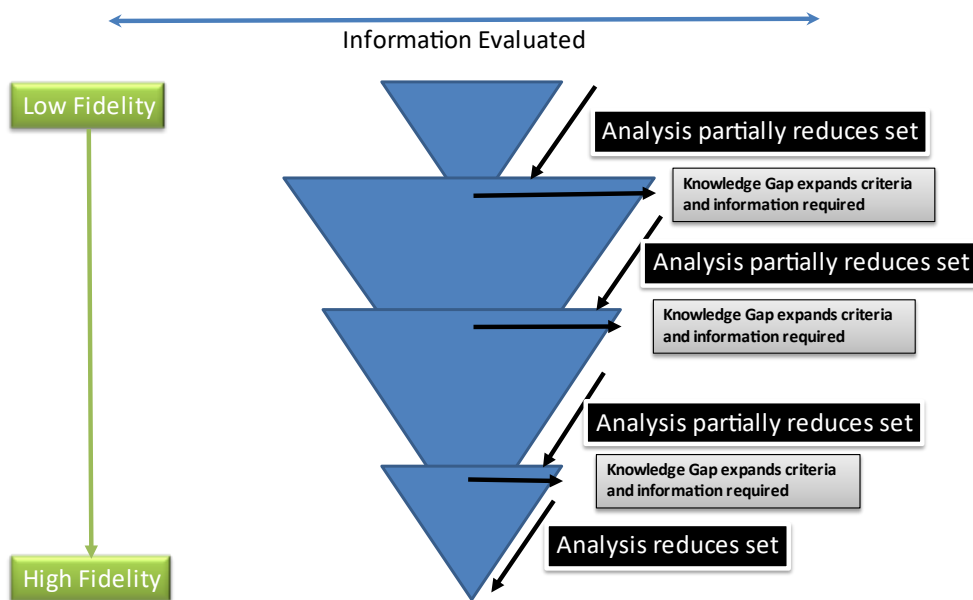 Information Evaluated
Low Fidelity
Analysis partially reduces set
Knowledge Gap expands criteria
and information required
Analysis partially reduces set
Knowledge Gap expands criteria
and information required
Analysis partially reduces set
Knowledge Gap expands criteria
and information required
Analysis reduces set
High Fidelity